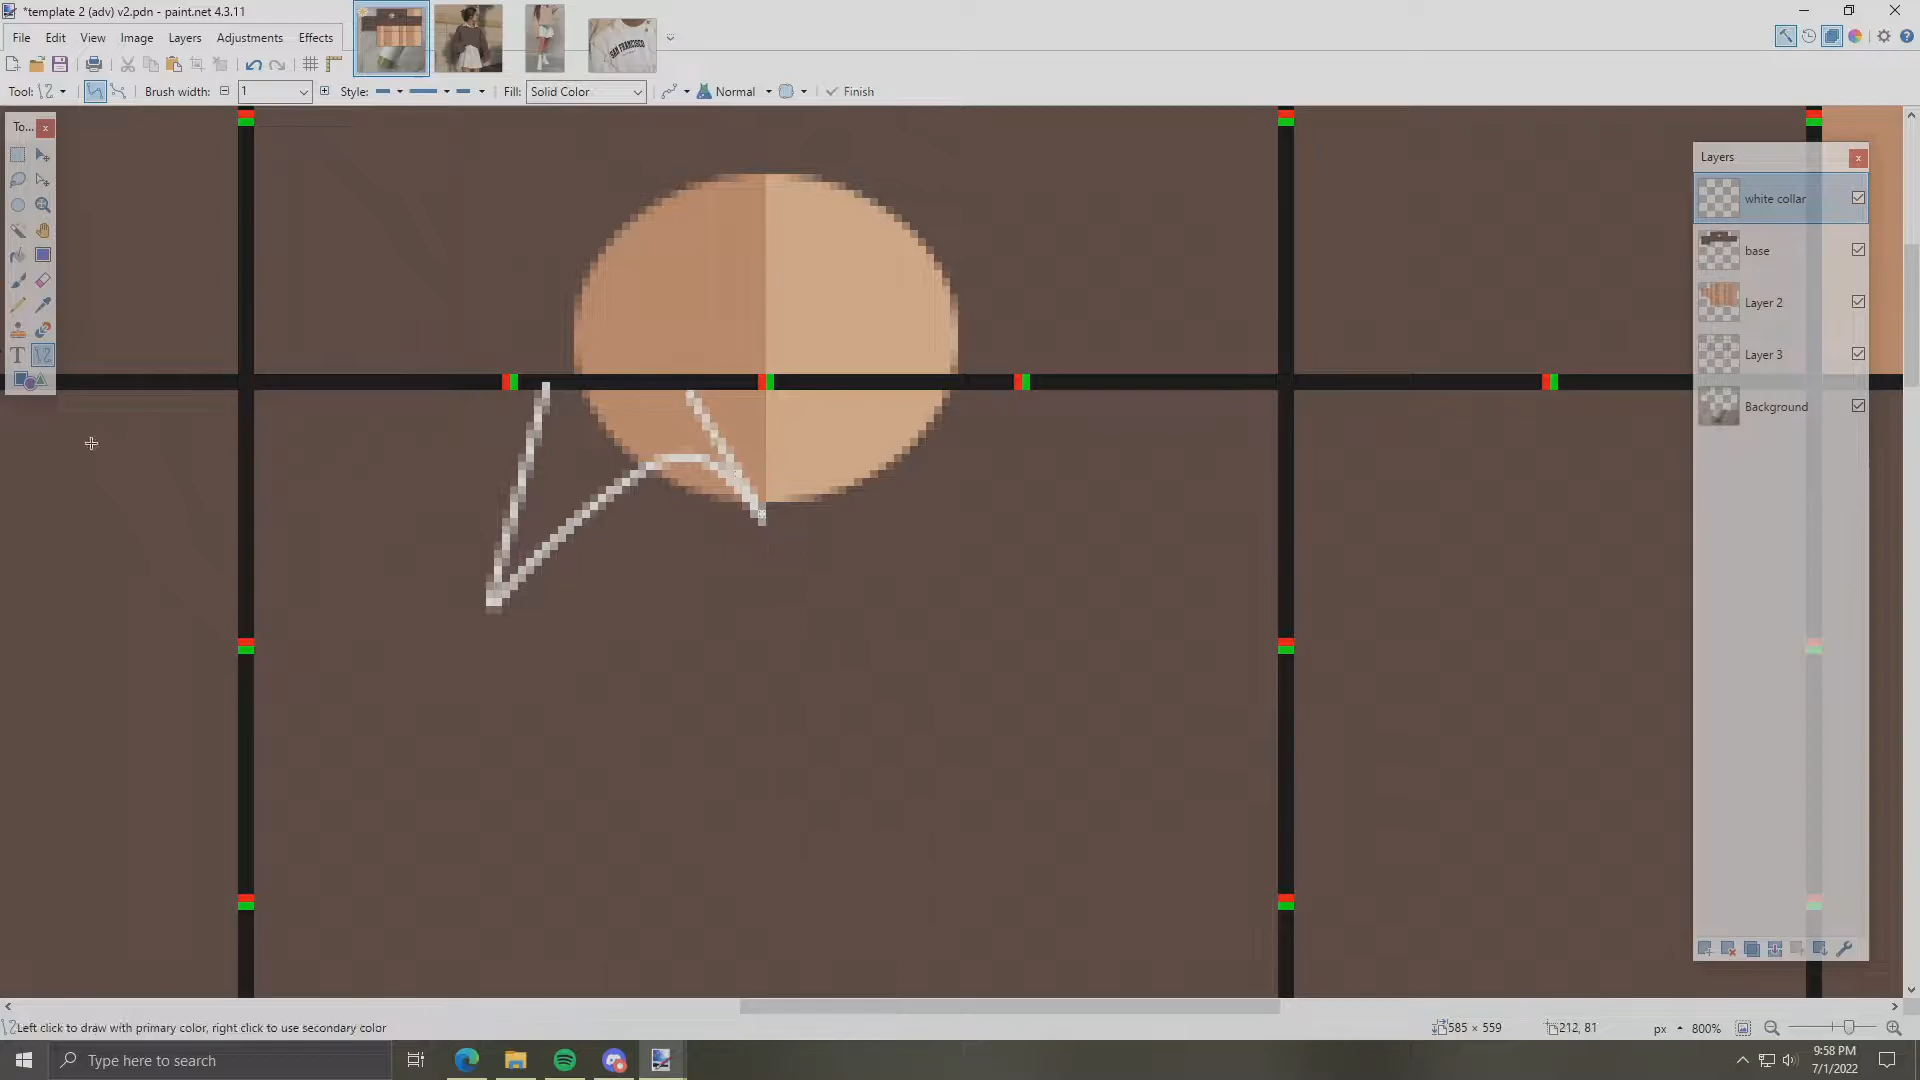 *template 2 (adv) v2.pdn - paint.net 4.3.11
File Edit View Image Layers Adjustments Effects
SAN FRANCISCO
Tool: Brush width: 1 Style: Fill: Solid Color Normal Finish
To...
T
Layers
white collar
base
Layer 2
Layer 3
Background
Left click to draw with primary color, right click to use secondary color
585 × 559
212, 81
px
800%
Type here to search
9:58 PM
7/1/2022